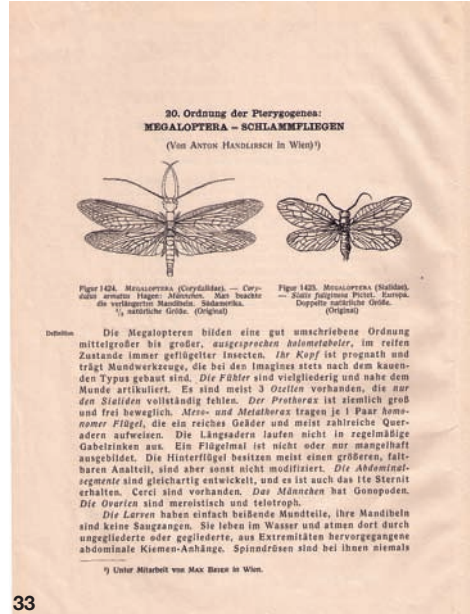 20. Ordnung der Pterygogenea:
MEGALOPTERA – SCHLAMMFLIEGEN
(Von ANTON HANDLIRSCH in Wien)¹)
Figur 1424. MEGALOPTERA (Corydalidae). — Cory-
dalus armatus Hagen: Männchen. Man beachte
die verlängerten Mandibeln. Südamerika.
natürliche Größe. (Original)
Figur 1425. MEGALOPTERA (Sialidae).
— Sialis fuliginosa Pictet. Europa.
Doppelte natürliche Größe.
(Original)
Definition
Die Megalopteren bilden eine gut umschriebene Ordnung
mittelgroßer bis großer, ausgesprochen holometaboler, im reifen
Zustande immer geflügelter Insecten. Ihr Kopf ist prognath und
trägt Mundwerkzeuge, die bei den Imagines stets nach dem kauen-
den Typus gebaut sind. Die Fühler sind vielgliederig und nahe dem
Munde artikuliert. Es sind meist 3 Ozellen vorhanden, die nur
den Sialiden vollständig fehlen. Der Prothorax ist ziemlich groß
und frei beweglich. Meso- und Metathorax tragen je 1 Paar homo-
nomer Flügel, die ein reiches Geäder und meist zahlreiche Quer-
adern aufweisen. Die Längsadern laufen nicht in regelmäßige
Gabelzinken aus. Ein Flügelmal ist nicht oder nur mangelhaft
ausgebildet. Die Hinterflügel besitzen meist einen größeren, falt-
baren Analteil, sind aber sonst nicht modifiziert. Die Abdominal-
segmente sind gleichartig entwickelt, und es ist auch das 1te Sternit
erhalten. Cerci sind vorhanden. Das Männchen hat Gonopoden.
Die Ovarien sind meroistisch und telotroph.
Die Larven haben einfach beißende Mundteile, ihre Mandibeln
sind keine Saugzangen. Sie leben im Wasser und atmen durch
ungegliederte oder gegliederte, aus Extremitäten hervorgegangene
abdominale Kiemen-Anhänge. Spinndrüsen sind bei ihnen niemals
¹) Unter Mitarbeit von MAX BEIER in Wien.
33